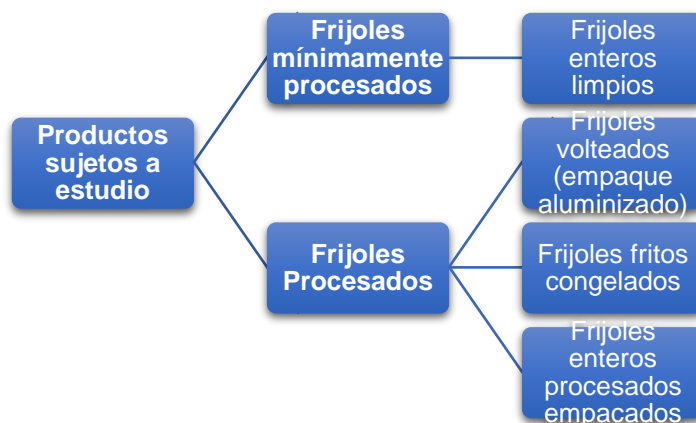 Productos
sujetos a
estudio
Frijoles
mínimamente
procesados
Frijoles
enteros
limpios
Frijoles
Procesados
Frijoles
volteados
(empaque
aluminizado)
Frijoles fritos
congelados
Frijoles
enteros
procesados
empacados